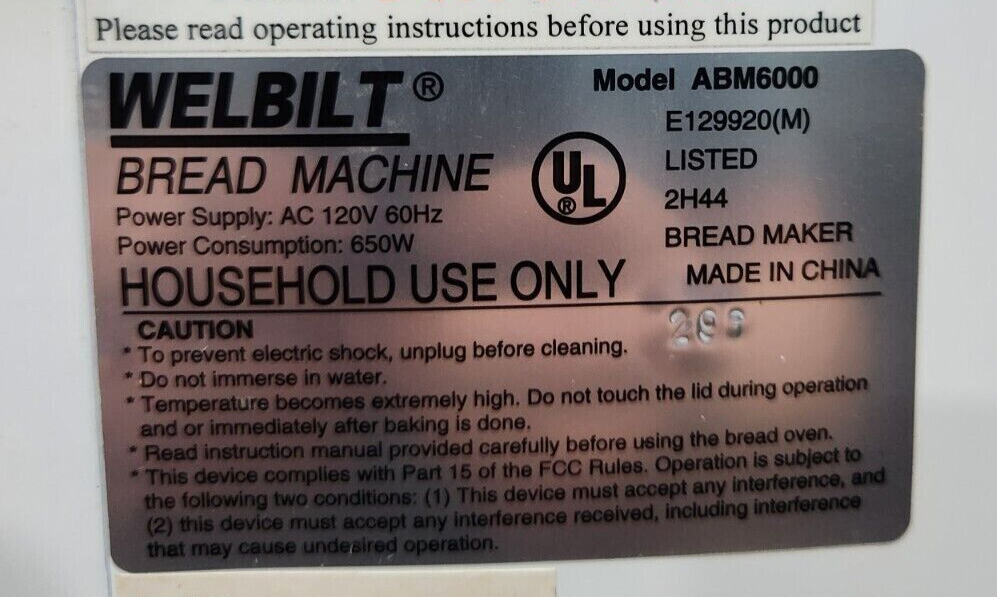 Please read operating instructions before using this product
WELBILT®
Model ABM6000
E129920(M)
BREAD MACHINE
UL®
LISTED
2H44
Power Supply: AC 120V 60Hz
BREAD MAKER
Power Consumption: 650W
MADE IN CHINA
HOUSEHOLD USE ONLY
CAUTION
* To prevent electric shock, unplug before cleaning.
* Do not immerse in water.
* Temperature becomes extremely high. Do not touch the lid during operation
and or immediately after baking is done.
* Read instruction manual provided carefully before using the bread oven.
* This device complies with Part 15 of the FCC Rules. Operation is subject to
the following two conditions: (1) This device must accept any interference, and
(2) this device must accept any interference received, including interference
that may cause undesired operation.